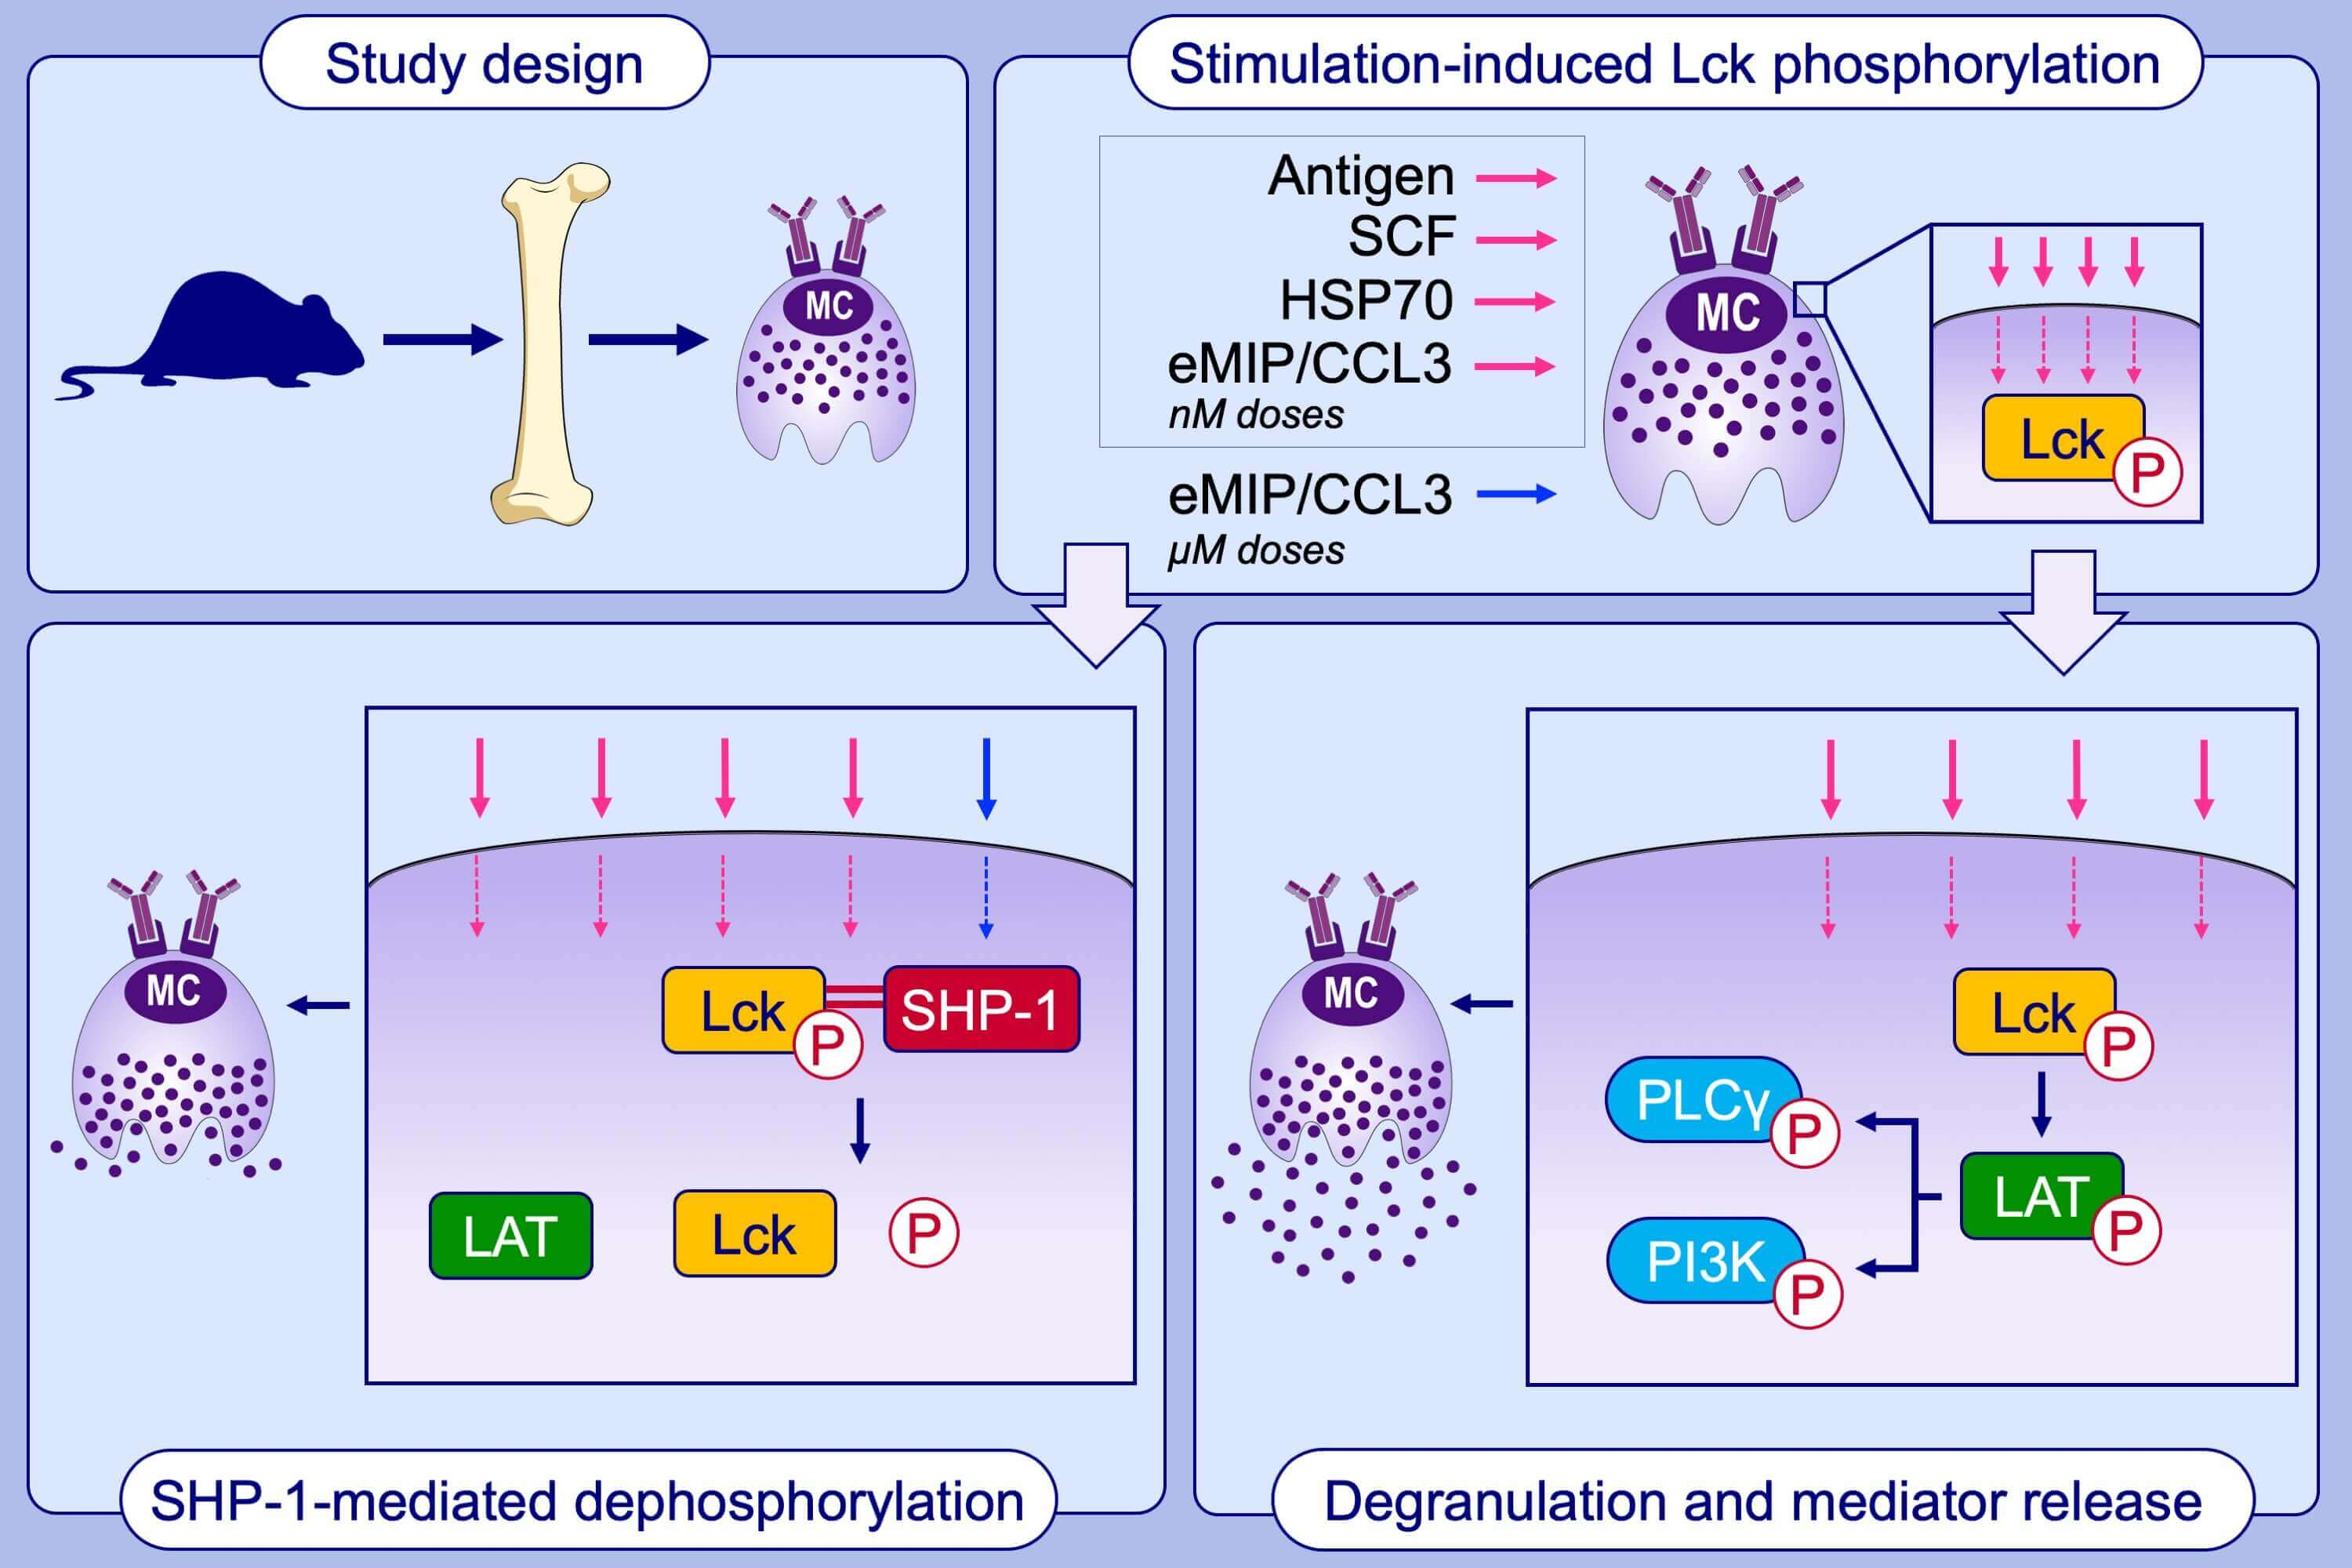 Study design
MC
Stimulation-induced Lck phosphorylation
Antigen
SCF
HSP70
eMIP/CCL3
nM doses
eMIP/CCL3
µM doses
MC
Lck
P
MC
Lck
P
SHP-1
LAT
Lck
P
SHP-1-mediated dephosphorylation
MC
Lck
P
PLCγ
P
LAT
P
PI3K
P
Degranulation and mediator release